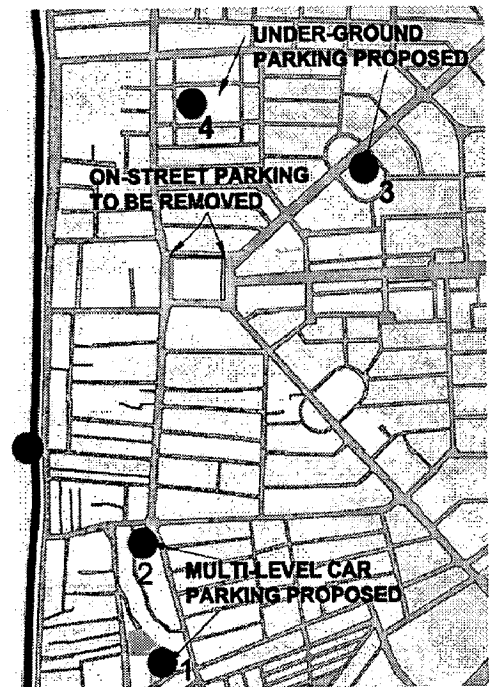 UNDER-GROUND
PARKING PROPOSED
4
3
ON-STREET PARKING
TO BE REMOVED
2
MULTI-LEVEL CAR
PARKING PROPOSED
1